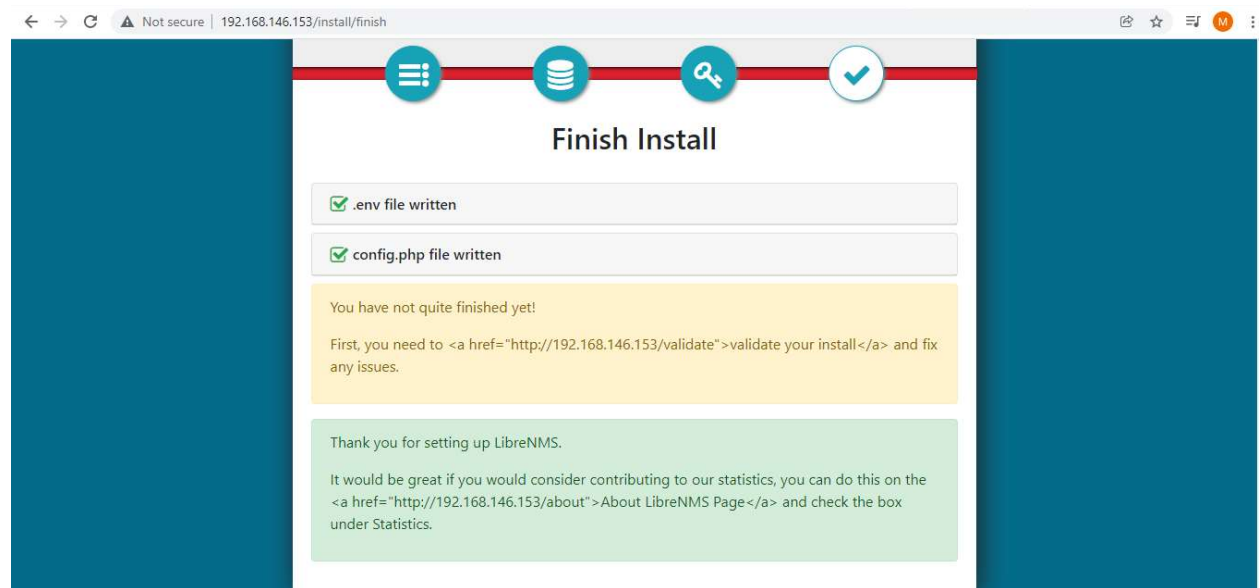 Not secure | 192.168.146.153/install/finish
M
Finish Install
.env file written
config.php file written
You have not quite finished yet!
First, you need to <a href="http://192.168.146.153/validate">validate your install</a> and fix
any issues.
Thank you for setting up LibreNMS.
It would be great if you would consider contributing to our statistics, you can do this on the
<a href="http://192.168.146.153/about">About LibreNMS Page</a> and check the box
under Statistics.